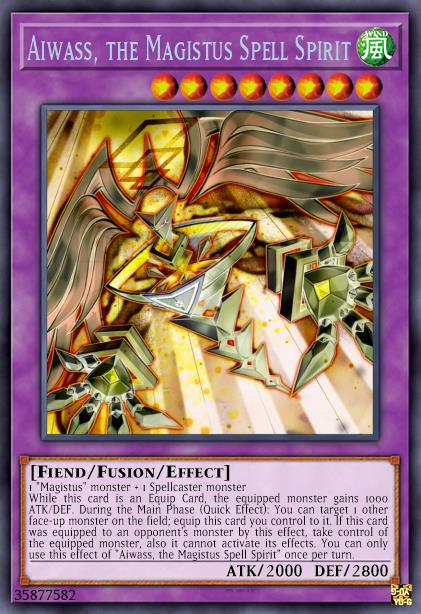 AIWASS, THE MAGISTUS SPELL SPIRIT
WIND
風
[FIEND/FUSION/EFFECT]
1 "Magistus" monster + 1 Spellcaster monster
While this card is an Equip Card, the equipped monster gains 1000
ATK/DEF. During the Main Phase (Quick Effect): You can target 1 other
face-up monster on the field; equip this card you control to it. If this card
was equipped to an opponent's monster by this effect, take control of
the equipped monster, also it cannot activate its effects. You can only
use this effect of "Aiwass, the Magistus Spell Spirit" once per turn.
ATK/2000 DEF/2800
35877582